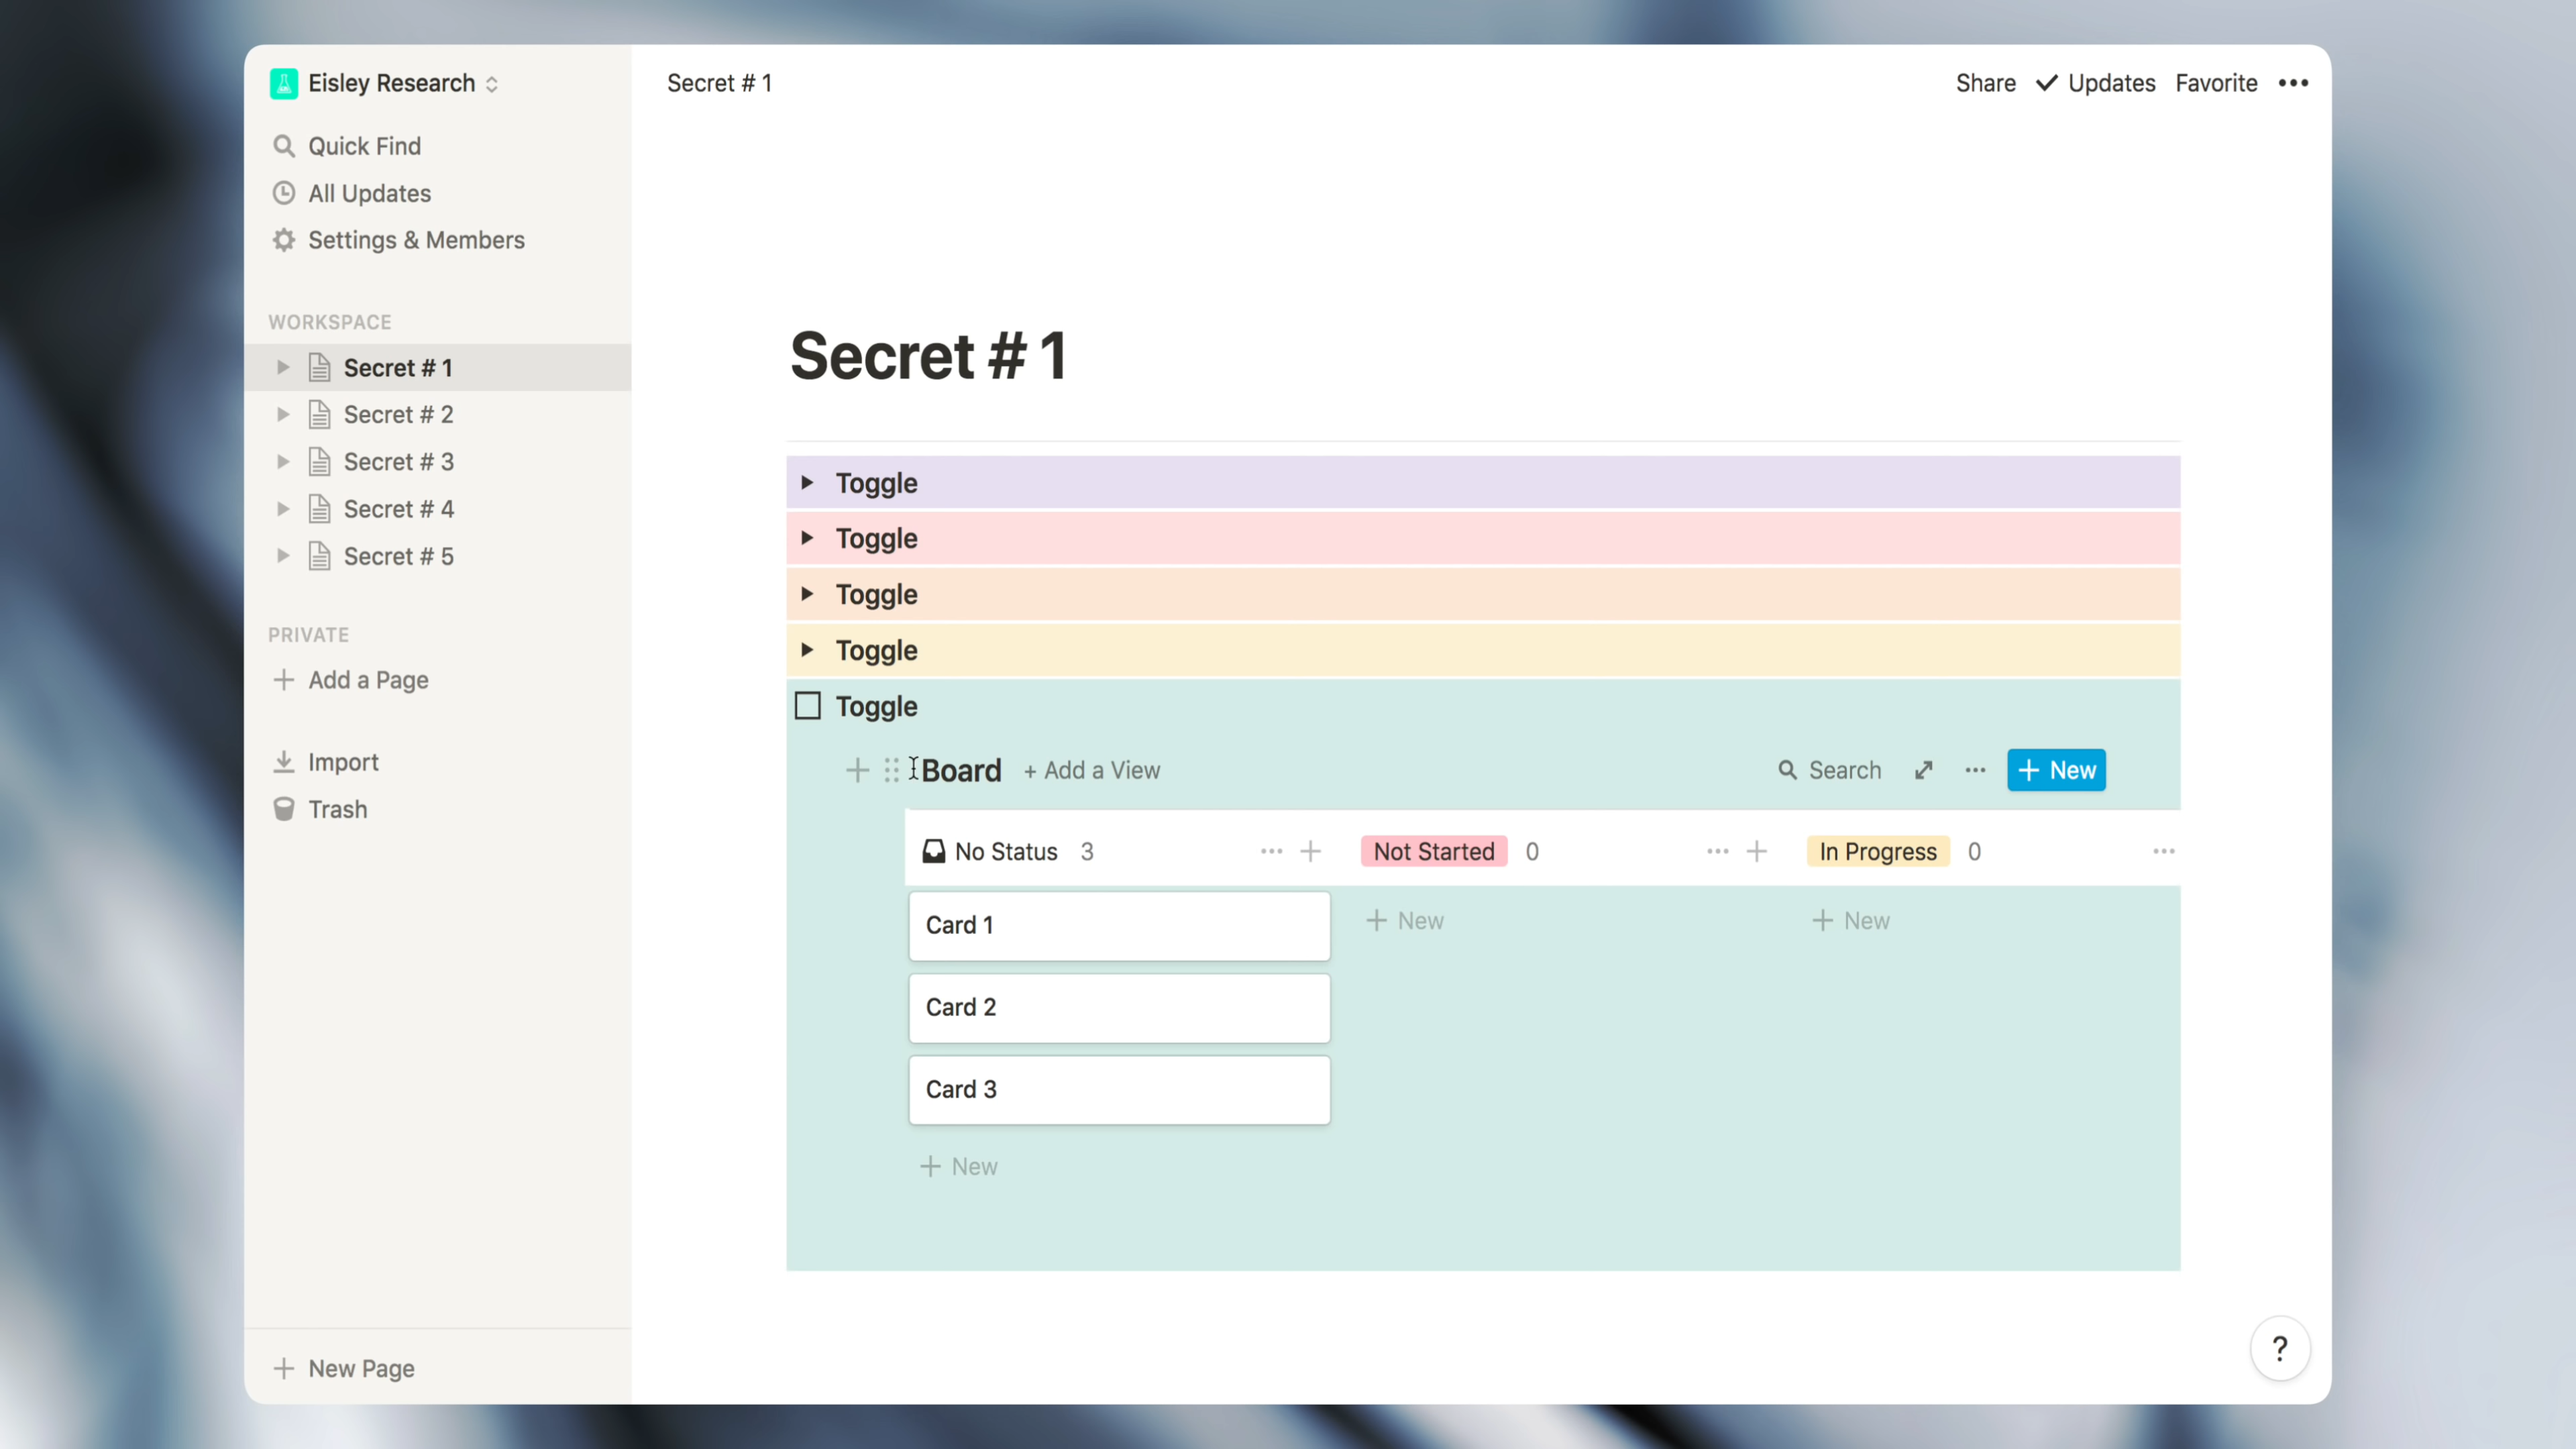 Eisley Research
Quick Find
All Updates
Settings & Members
WORKSPACE
Secret # 1
Secret # 2
Secret # 3
Secret # 4
Secret # 5
PRIVATE
+ Add a Page
Import
Trash
+ New Page
Secret # 1
Share ✓ Updates Favorite •••
Secret # 1
Toggle
Toggle
Toggle
Toggle
Toggle
Board + Add a View Search ••• + New
No Status 3 ••• + Not Started 0 ••• + In Progress 0 •••
Card 1
+ New
+ New
Card 2
Card 3
+ New
?